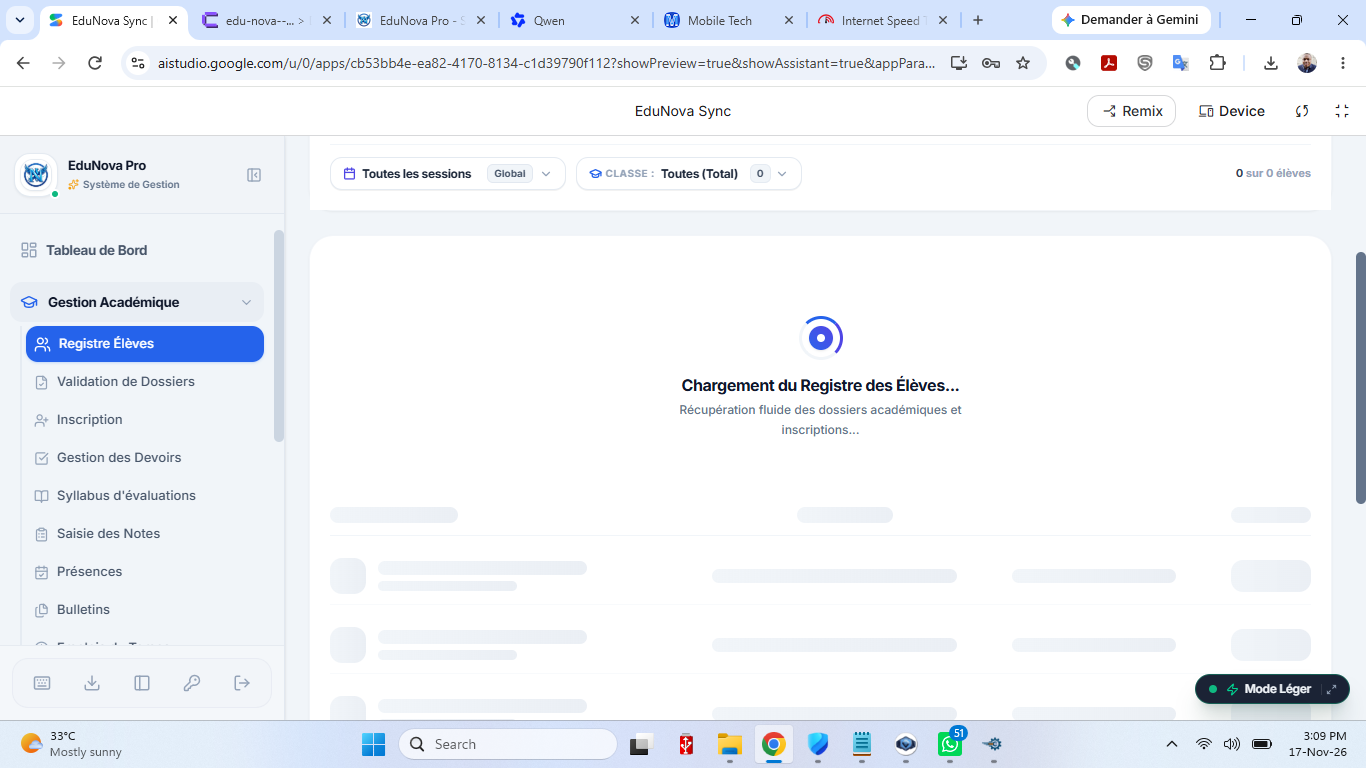 EduNova Sync |
edu-nova--... >
EduNova Pro - S
Qwen
Mobile Tech
Internet Speed T
Demander à Gemini
aistudio.google.com/u/0/apps/cb53bb4e-ea82-4170-8134-c1d39790f112?showPreview=true&showAssistant=true&appPara...
EduNova Sync
Remix
Device
EduNova Pro
Système de Gestion
Toutes les sessions
Global
CLASSE :
Toutes (Total)
0
0 sur 0 élèves
Tableau de Bord
Gestion Académique
Registre Élèves
Validation de Dossiers
Inscription
Gestion des Devoirs
Syllabus d'évaluations
Saisie des Notes
Présences
Bulletins
Chargement du Registre des Élèves...
Récupération fluide des dossiers académiques et
inscriptions...
Mode Léger
33°C
Mostly sunny
Search
51
3:09 PM
17-Nov-26